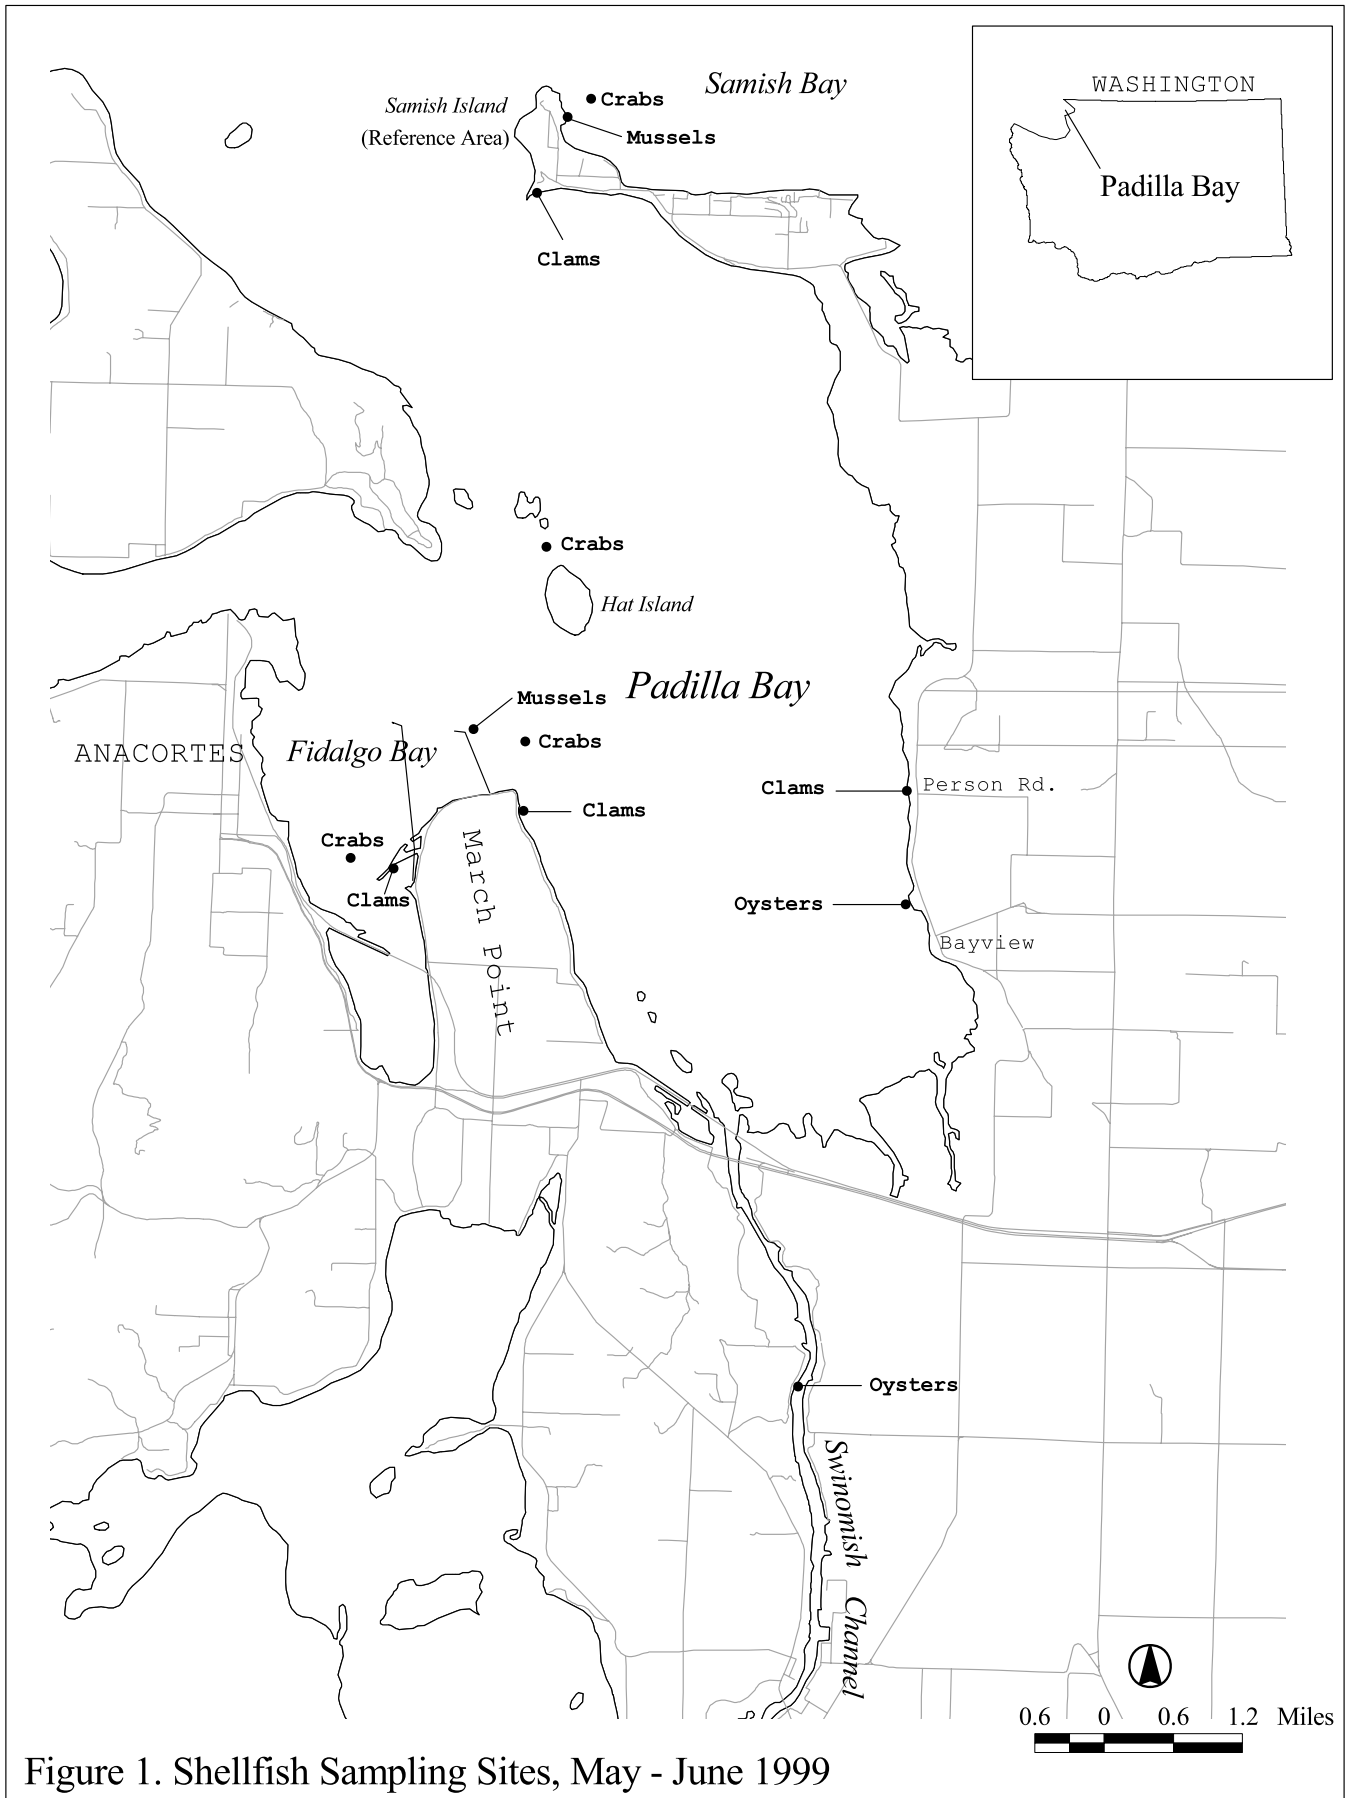 Samish Bay
WASHINGTON
Samish Island
(Reference Area)
Crabs
Mussels
Padilla Bay
Clams
Crabs
Hat Island
Mussels
Padilla Bay
Crabs
ANACORTES
Fidalgo Bay
Clams
Person Rd.
Clams
Crabs
March Point
Clams
Oysters
Bayview
Oysters
Swinomish Channel
0.6 0 0.6 1.2 Miles
Figure 1. Shellfish Sampling Sites, May - June 1999